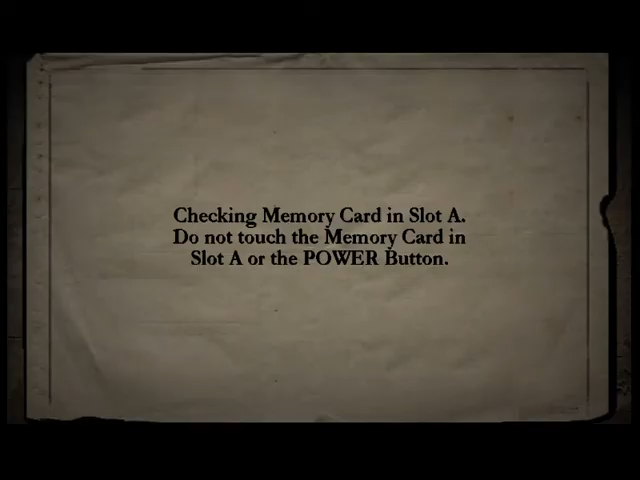 Checking Memory Card in Slot A.
Do not touch the Memory Card in
Slot A or the POWER Button.